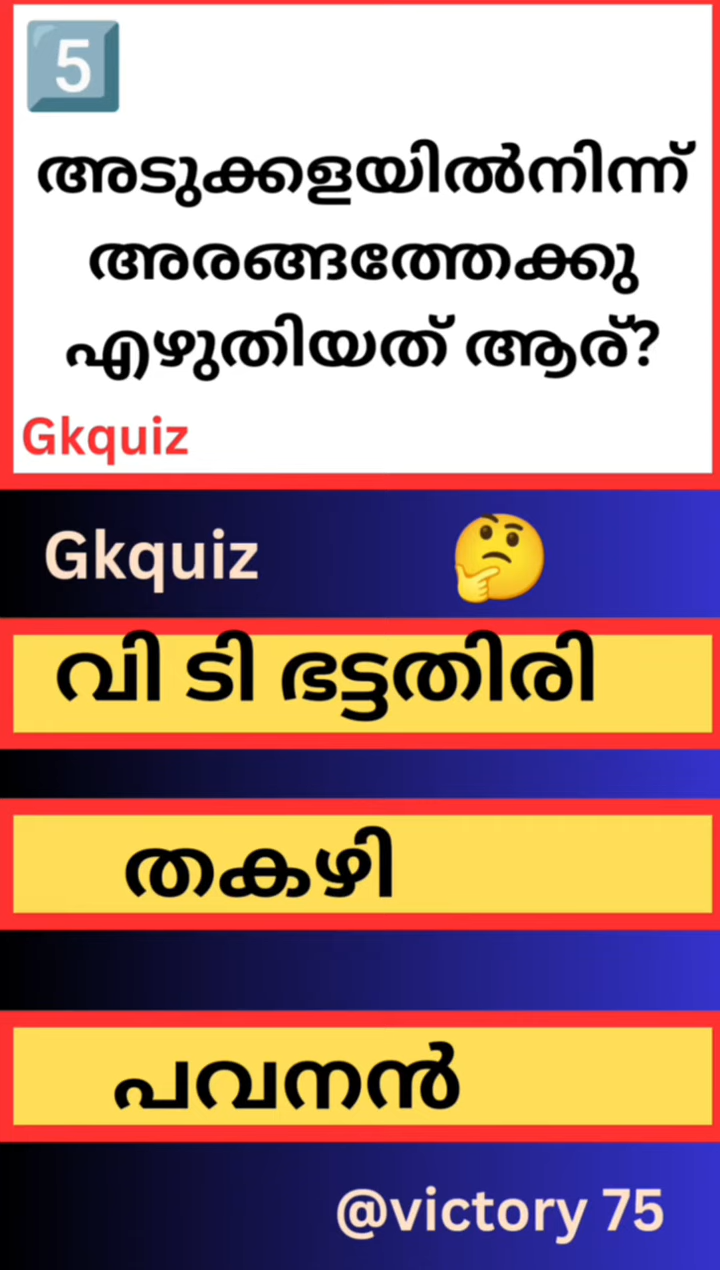 5
അടുക്കളയിൽനിന്ന്
അരങ്ങത്തേക്കു
എഴുതിയത് ആര്?
Gkquiz
Gkquiz
വി ടി ഭട്ടതിരി
തകഴി
പവനൻ
@victory 75